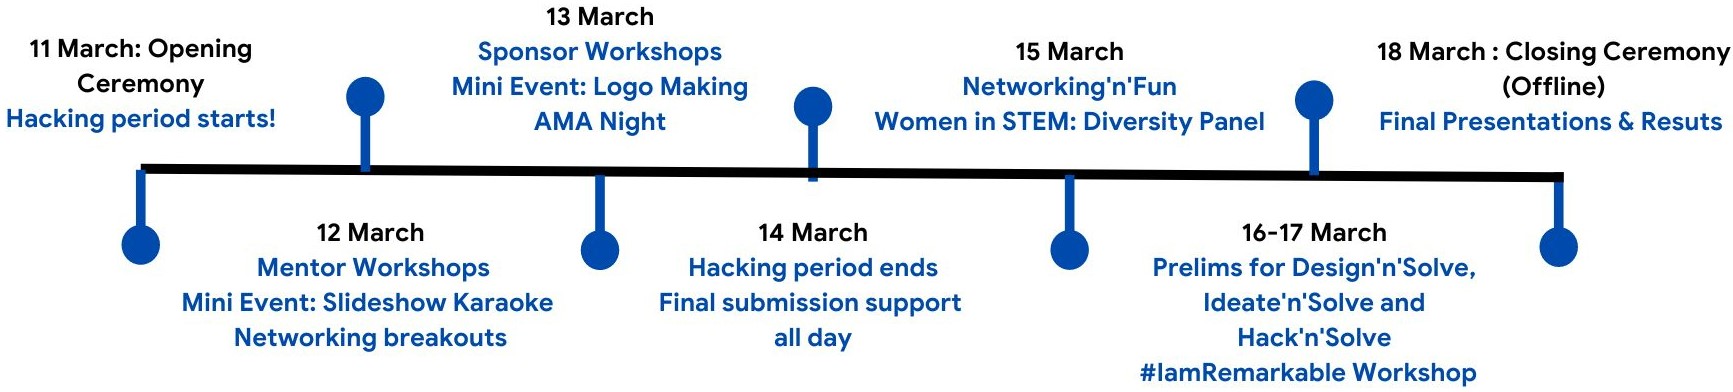 11 March: Opening
Ceremony
Hacking period starts!
12 March
Mentor Workshops
Mini Event: Slideshow Karaoke
Networking breakouts
13 March
Sponsor Workshops
Mini Event: Logo Making
AMA Night
14 March
Hacking period ends
Final submission support
all day
15 March
Networking'n'Fun
Women in STEM: Diversity Panel
16-17 March
Prelims for Design'n'Solve,
Ideate'n'Solve and
Hack'n'Solve
#IamRemarkable Workshop
18 March : Closing Ceremony
(Offline)
Final Presentations & Resuts